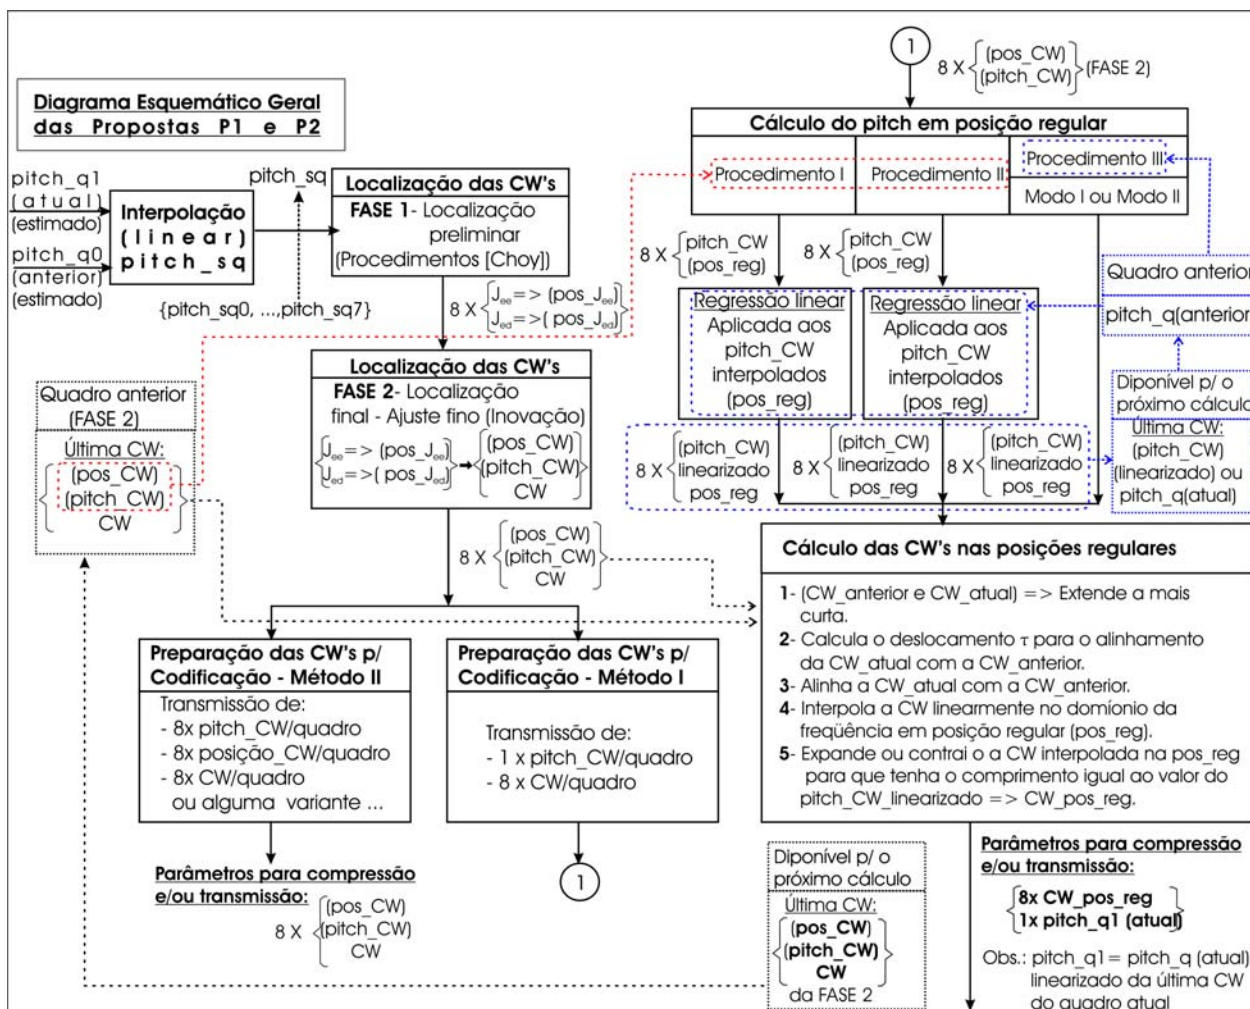 Diagrama Esquemático Geral
das Propostas P1 e P2
pitch_q1
(atual)
(estimado)
pitch_q0
(anterior)
(estimado)
Interpolação
(linear)
pitch_sq
pitch_sq
{pitch_sq0, ...,pitch_sq7}
Localização das CW's
FASE 1- Localização
preliminar
(Procedimentos [Choy])
8 X
J_ee => (pos_J_ee)
J_ed =>( pos_J_ed)
Localização das CW's
FASE 2- Localização
final - Ajuste fino (Inovação)
J_ee => (pos_J_ee)
J_ed =>( pos_J_ed)
(pos_CW)
(pitch_CW)
CW
Quadro anterior
(FASE 2)
Última CW:
(pos_CW)
(pitch_CW)
CW
8 X
(pos_CW)
(pitch_CW)
CW
Preparação das CW's p/
Codificação - Método II
Transmissão de:
- 8x pitch_CW/quadro
- 8x posição_CW/quadro
- 8x CW/quadro
ou alguma variante ...
Parâmetros para compressão
e/ou transmissão:
8 X
(pos_CW)
(pitch_CW)
CW
Preparação das CW's p/
Codificação - Método I
Transmissão de:
- 1 x pitch_CW/quadro
- 8 x CW/quadro
1
1
8 X
(pos_CW)
(pitch_CW)
(FASE 2)
Cálculo do pitch em posição regular
Procedimento I
Procedimento II
Procedimento III
Modo I ou Modo II
8 X
pitch_CW
(pos_reg)
8 X
pitch_CW
(pos_reg)
Regressão linear
Aplicada aos
pitch_CW
interpolados
(pos_reg)
Regressão linear
Aplicada aos
pitch_CW
interpolados
(pos_reg)
Quadro anterior
pitch_q(anterior)
Diponível p/ o
próximo cálculo
Última CW:
(pitch_CW)
(linearizado) ou
pitch_q(atual)
8 X
(pitch_CW)
linearizado
pos_reg
8 X
(pitch_CW)
linearizado
pos_reg
8 X
(pitch_CW)
linearizado
pos_reg
Cálculo das CW's nas posições regulares
1- (CW_anterior e CW_atual) => Extende a mais
curta.
2- Calcula o deslocamento τ para o alinhamento
da CW_atual com a CW_anterior.
3- Alinha a CW_atual com a CW_anterior.
4- Interpola a CW linearmente no domíonio da
freqüência em posição regular (pos_reg).
5- Expande ou contrai o a CW interpolada na pos_reg
para que tenha o comprimento igual ao valor do
pitch_CW_linearizado => CW_pos_reg.
Diponível p/ o
próximo cálculo
Última CW:
(pos_CW)
(pitch_CW)
CW
da FASE 2
Parâmetros para compressão
e/ou transmissão:
8x CW_pos_reg
1x pitch_q1 (atual)
Obs.: pitch_q1= pitch_q (atual)
linearizado da última CW
do quadro atual